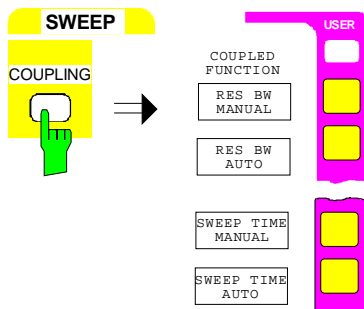 SWEEP
COUPLING
USER
COUPLED
FUNCTION
RES BW
MANUAL
RES BW
AUTO
SWEEP TIME
MANUAL
SWEEP TIME
AUTO